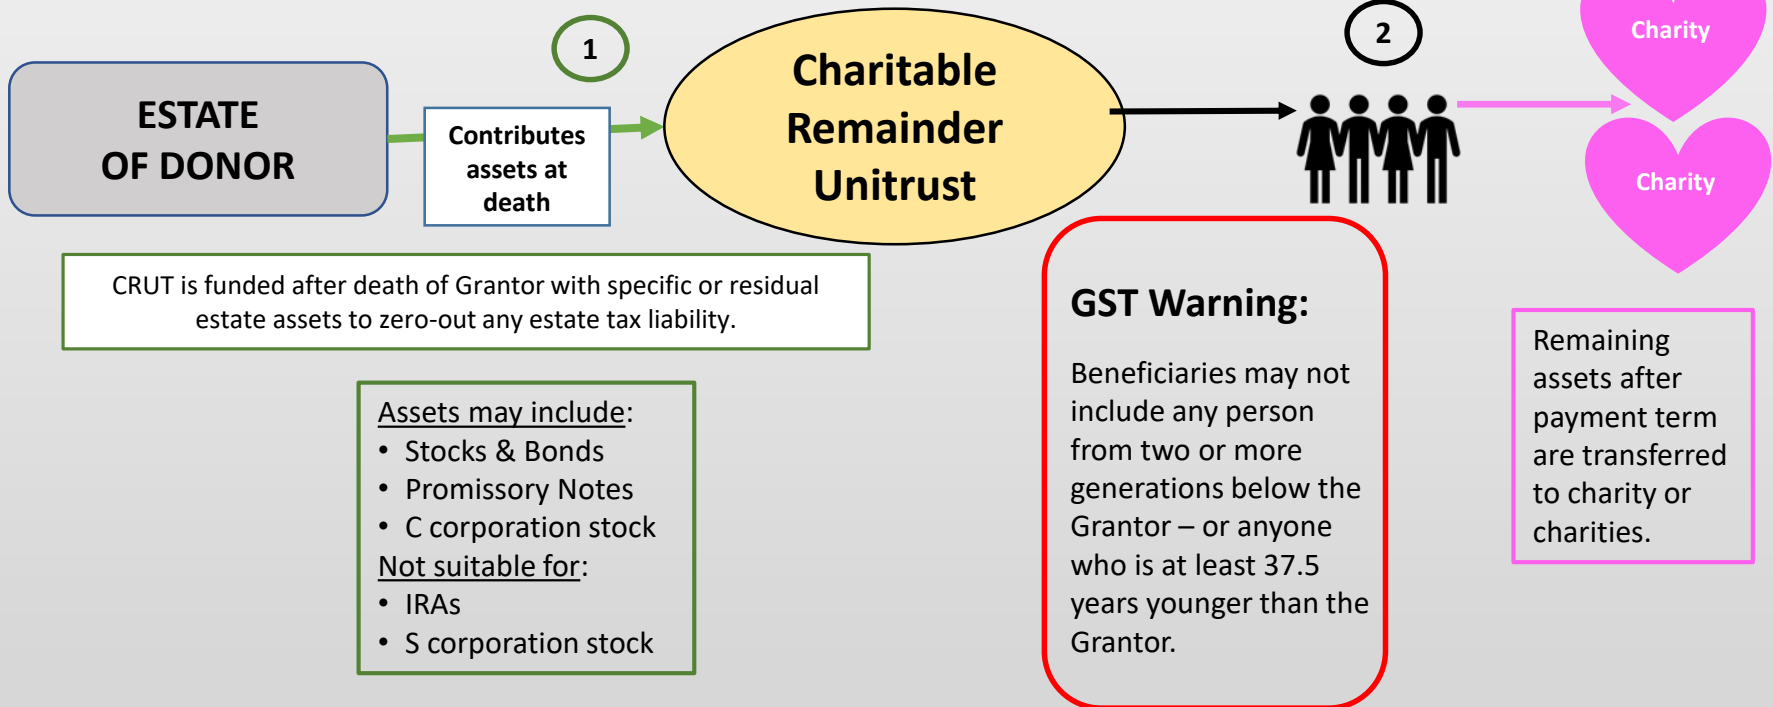 1
2
Charity
ESTATE
OF DONOR
Contributes
assets at
death
Charitable
Remainder
Unitrust
Charity
CRUT is funded after death of Grantor with specific or residual
estate assets to zero-out any estate tax liability.
Assets may include:
• Stocks & Bonds
• Promissory Notes
• C corporation stock
Not suitable for:
• IRAs
• S corporation stock
GST Warning:
Beneficiaries may not
include any person
from two or more
generations below the
Grantor – or anyone
who is at least 37.5
years younger than the
Grantor.
Remaining
assets after
payment term
are transferred
to charity or
charities.